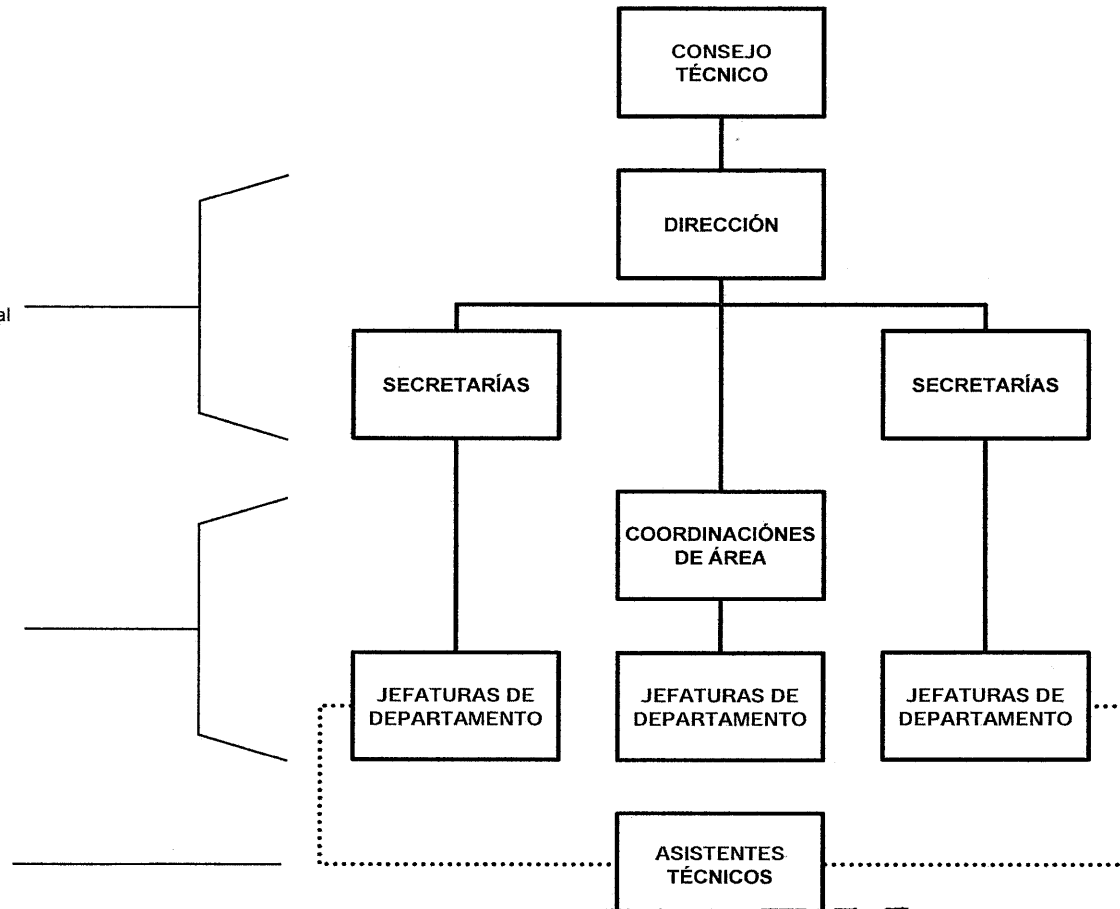 CONSEJO
TÉCNICO
DIRECCIÓN
al
SECRETARÍAS
SECRETARÍAS
COORDINACIÓNES
DE ÁREA
JEFATURAS DE
DEPARTAMENTO
JEFATURAS DE
DEPARTAMENTO
JEFATURAS DE
DEPARTAMENTO
ASISTENTES
TÉCNICOS